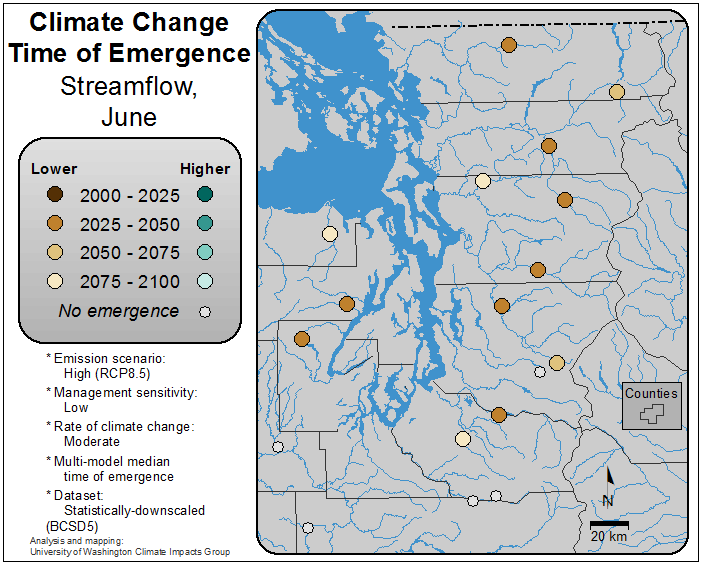 Climate Change
Time of Emergence
Streamflow,
June
Lower Higher
2000 - 2025
2025 - 2050
2050 - 2075
2075 - 2100
No emergence
* Emission scenario:
High (RCP8.5)
* Management sensitivity:
Low
* Rate of climate change:
Moderate
* Multi-model median
time of emergence
* Dataset:
Statistically-downscaled
(BCSD5)
Analysis and mapping:
University of Washington Climate Impacts Group
Counties
N
20 km